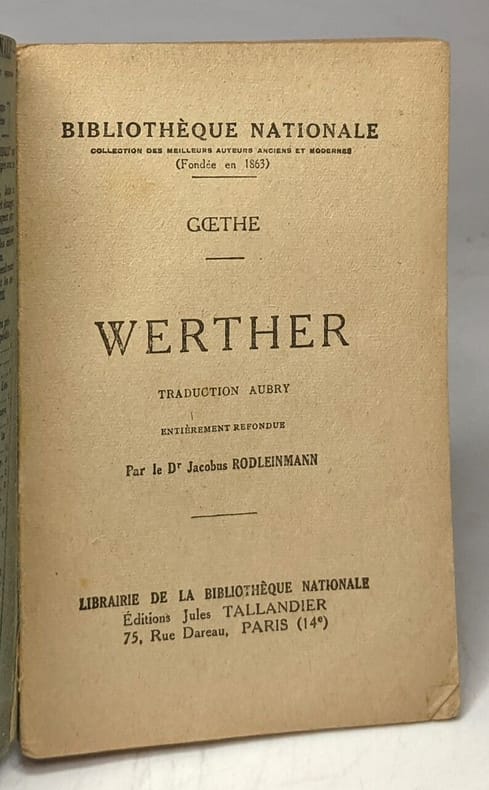 BIBLIOTHÈQUE NATIONALE
COLLECTION DES MEILLEURS AUTEURS ANCIENS ET MODERNES
(Fondée en 1863)
GŒTHE
WERTHER
TRADUCTION AUBRY
ENTIÈREMENT REFONDUE
Par le Dr Jacobus RODLEINMANN
LIBRAIRIE DE LA BIBLIOTHÈQUE NATIONALE
Éditions Jules TALLANDIER
75, Rue Dareau, PARIS (14e)